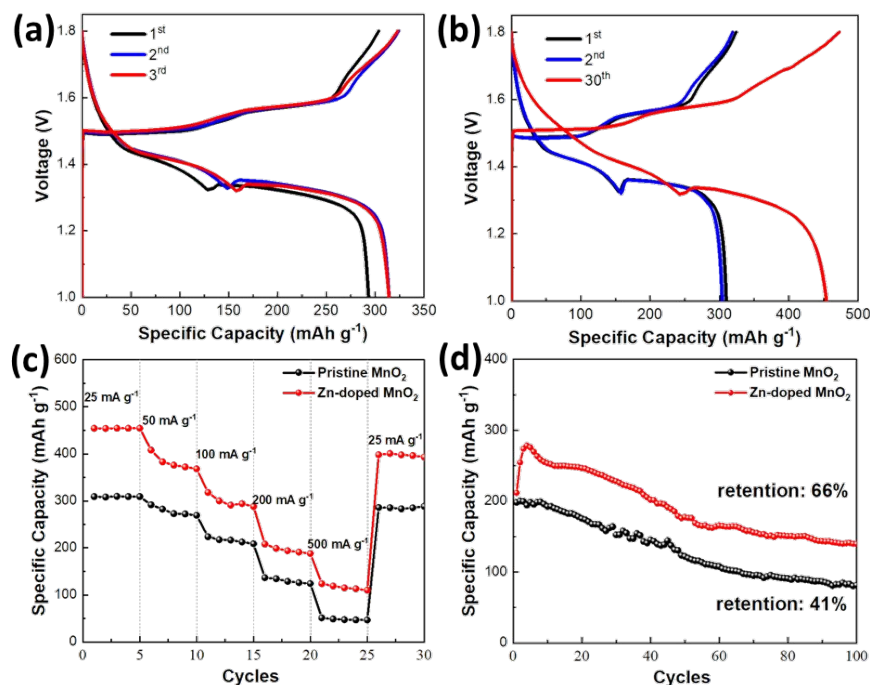 (a)
1st
2nd
3rd
1.8
1.6
1.4
1.2
1.0
Voltage (V)
0 50 100 150 200 250 300 350
Specific Capacity (mAh g-1)
(b)
1st
2nd
30th
1.8
1.6
1.4
1.2
1.0
Voltage (V)
0 100 200 300 400 500
Specific Capacity (mAh g-1)
(c)
Pristine MnO2
Zn-doped MnO2
25 mA g-1
50 mA g-1
100 mA g-1
200 mA g-1
500 mA g-1
25 mA g-1
600
500
400
300
200
100
0
Specific Capacity (mAh g-1)
0 5 10 15 20 25 30
Cycles
(d)
Pristine MnO2
Zn-doped MnO2
retention: 66%
retention: 41%
400
300
200
100
0
Specific Capacity (mAh g-1)
0 20 40 60 80 100
Cycles